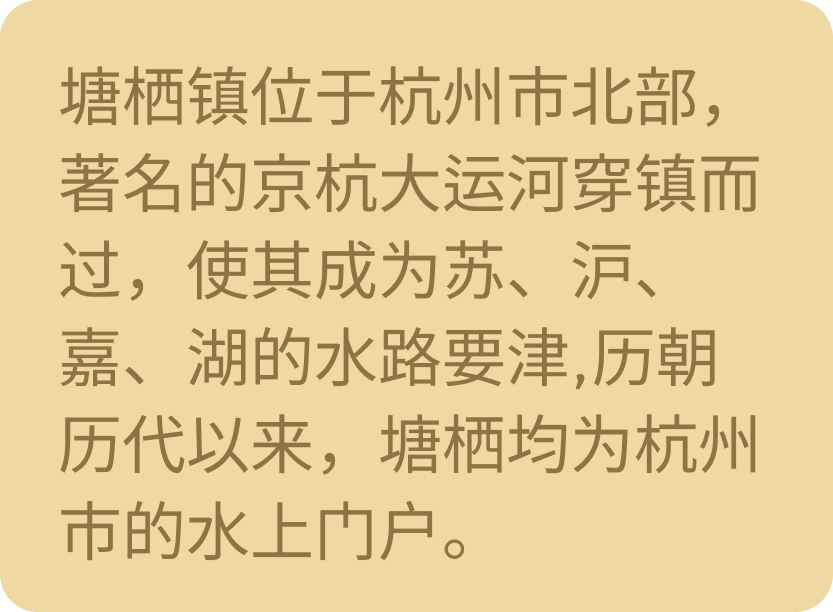 塘栖镇位于杭州市北部，
著名的京杭大运河穿镇而
过，使其成为苏、沪、
嘉、湖的水路要津,历朝
历代以来，塘栖均为杭州
市的水上门户。